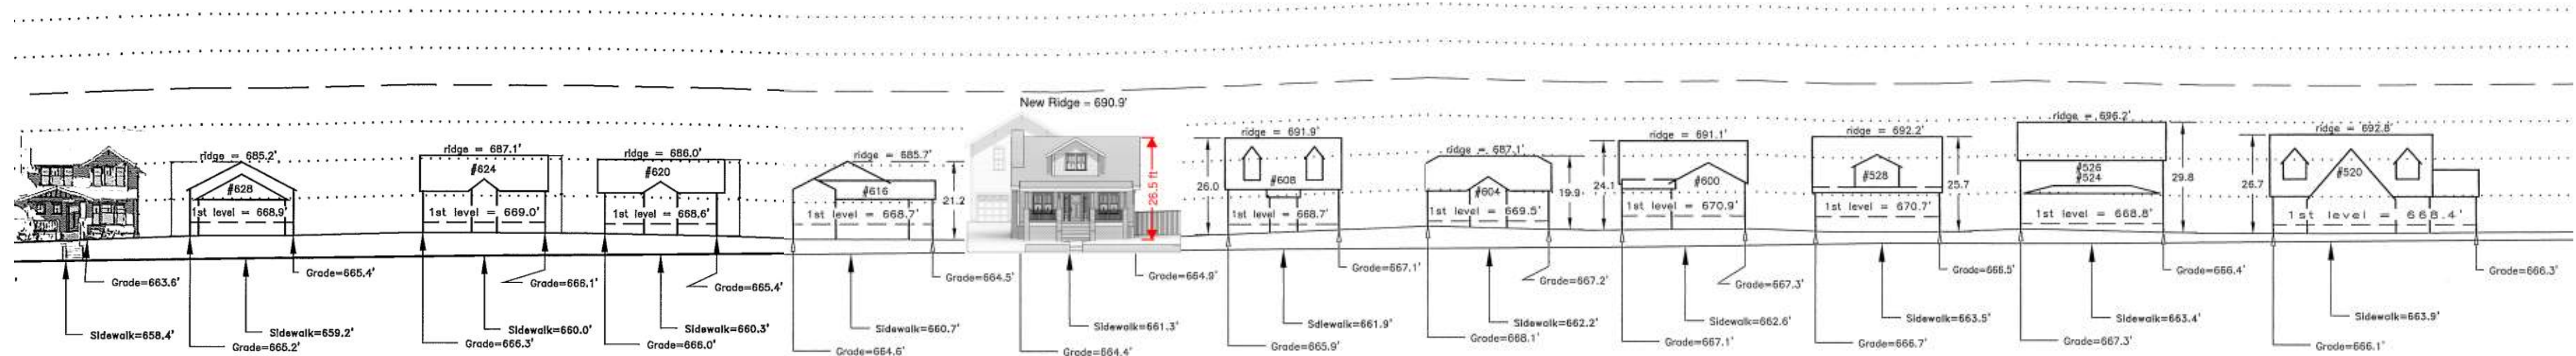 New Ridge = 690.9'
ridge = 685.2'
#628
1st level = 668.9'
ridge = 687.1'
#624
1st level = 669.0'
ridge = 686.0'
#620
1st level = 668.6'
ridge = 685.7'
#616
1st level = 668.7'
21.2
26.5 ft
26.0
ridge = 691.9'
#608
1st level = 668.7'
ridge = 687.1'
#604
1st level = 669.5'
19.9
24.1
ridge = 691.1'
#600
1st level = 670.9'
ridge = 692.2'
#528
1st level = 670.7'
25.7
ridge = 696.2'
#526
#524
1st level = 668.8'
29.8
26.7
ridge = 692.8'
#520
1st level = 668.4'
Grade=663.6'
Sidewalk=658.4'
Grade=665.4'
Sidewalk=659.2'
Grade=665.2'
Grade=666.1'
Sidewalk=660.0'
Grade=666.3'
Grade=665.4'
Sidewalk=660.3'
Grade=666.0'
Grade=664.5'
Sidewalk=660.7'
Grade=664.6'
Grade=664.9'
Sidewalk=661.3'
Grade=664.4'
Grade=667.1'
Sdlewalk=661.9'
Grade=665.9'
Grade=667.2'
Sidewalk=662.2'
Grade=668.1'
Grade=667.3'
Sidewalk=662.6'
Grade=667.1'
Grade=666.5'
Sidewalk=663.5'
Grade=666.7'
Grade=666.4'
Sidewalk=663.4'
Grade=667.3'
Grade=666.3'
Sidewalk=663.9'
Grade=666.1'